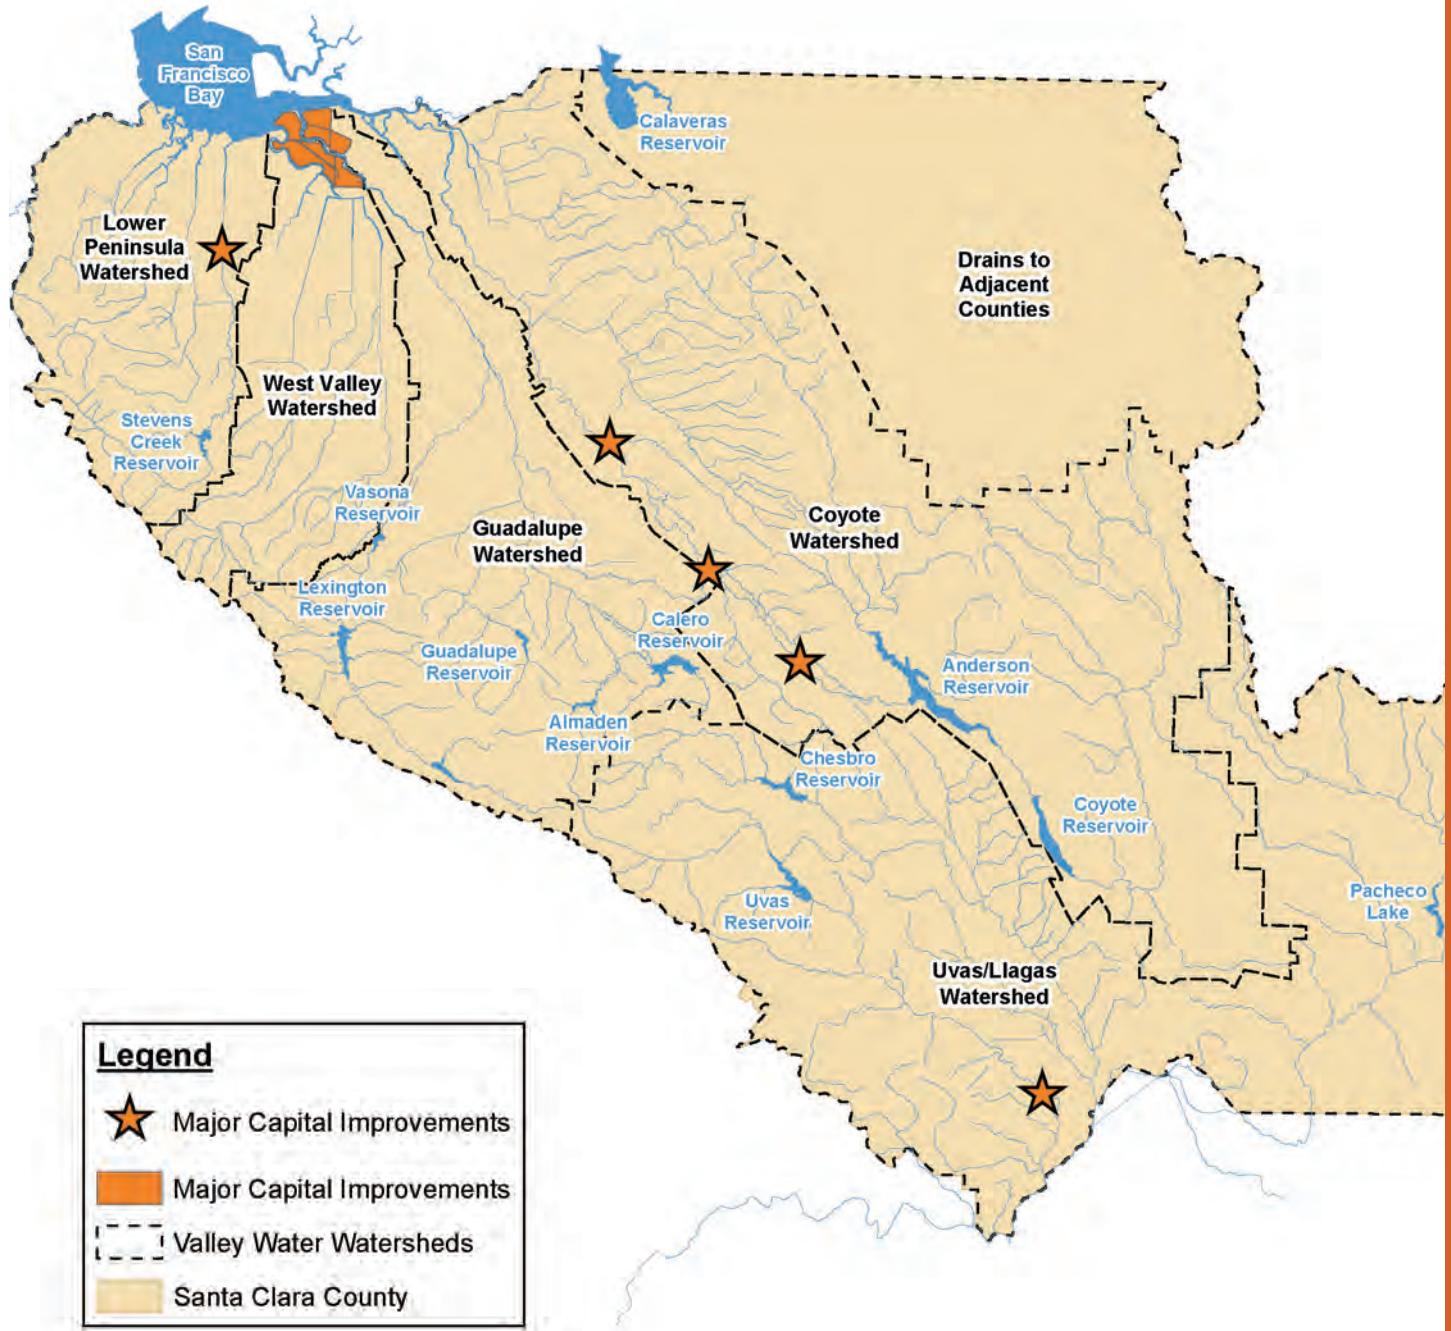 San
Francisco
Bay
Calaveras
Reservoir
Lower
Peninsula
Watershed
Drains to
Adjacent
Counties
West Valley
Watershed
Stevens
Creek
Reservoir
Vasona
Reservoir
Guadalupe
Watershed
Coyote
Watershed
Lexington
Reservoir
Calero
Reservoir
Guadalupe
Reservoir
Anderson
Reservoir
Almaden
Reservoir
Chesbro
Reservoir
Coyote
Reservoir
Uvas
Reservoir
Pacheco
Lake
Uvas/Llagas
Watershed
Legend
Major Capital Improvements
Major Capital Improvements
Valley Water Watersheds
Santa Clara County